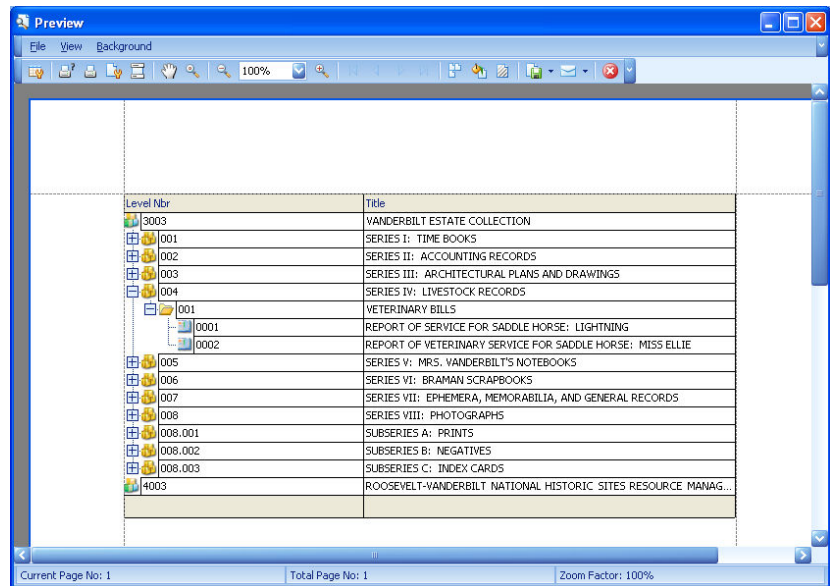 Preview
File View Background
100%
Level Nbr Title
3003 VANDERBILT ESTATE COLLECTION
001 SERIES I: TIME BOOKS
002 SERIES II: ACCOUNTING RECORDS
003 SERIES III: ARCHITECTURAL PLANS AND DRAWINGS
004 SERIES IV: LIVESTOCK RECORDS
001 VETERINARY BILLS
0001 REPORT OF SERVICE FOR SADDLE HORSE: LIGHTNING
0002 REPORT OF VETERINARY SERVICE FOR SADDLE HORSE: MISS ELLIE
005 SERIES V: MRS. VANDERBILT'S NOTEBOOKS
006 SERIES VI: BRAMAN SCRAPBOOKS
007 SERIES VII: EPHEMERA, MEMORABILIA, AND GENERAL RECORDS
008 SERIES VIII: PHOTOGRAPHS
008.001 SUBSERIES A: PRINTS
008.002 SUBSERIES B: NEGATIVES
008.003 SUBSERIES C: INDEX CARDS
4003 ROOSEVELT-VANDERBILT NATIONAL HISTORIC SITES RESOURCE MANAG...
Current Page No: 1 Total Page No: 1 Zoom Factor: 100%